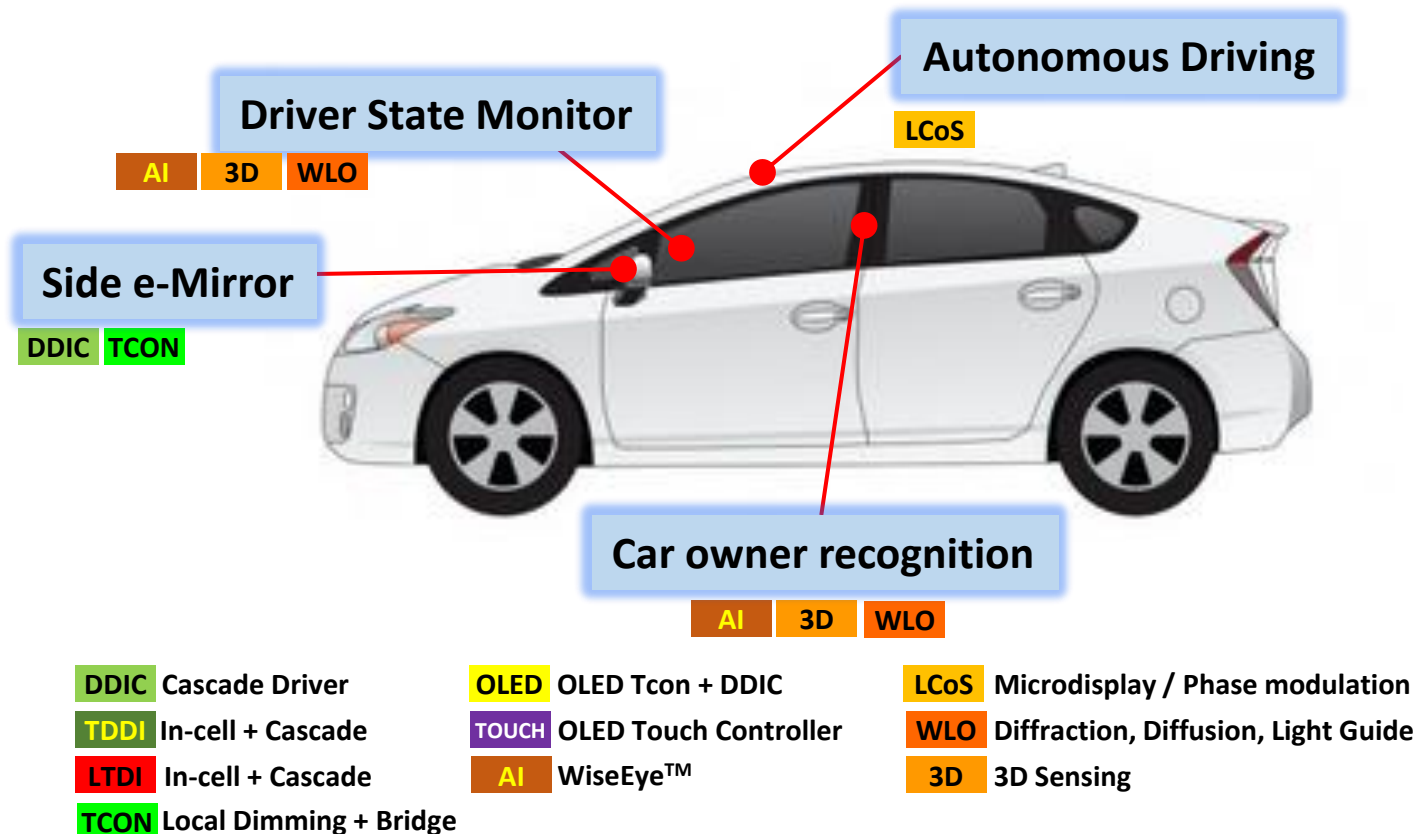 Autonomous Driving
LCoS
Driver State Monitor
AI 3D WLO
Side e-Mirror
DDIC TCON
Car owner recognition
AI 3D WLO
DDIC Cascade Driver
TDDI In-cell + Cascade
LTDI In-cell + Cascade
TCON Local Dimming + Bridge
OLED OLED Tcon + DDIC
TOUCH OLED Touch Controller
AI WiseEye™
LCoS Microdisplay / Phase modulation
WLO Diffraction, Diffusion, Light Guide
3D 3D Sensing